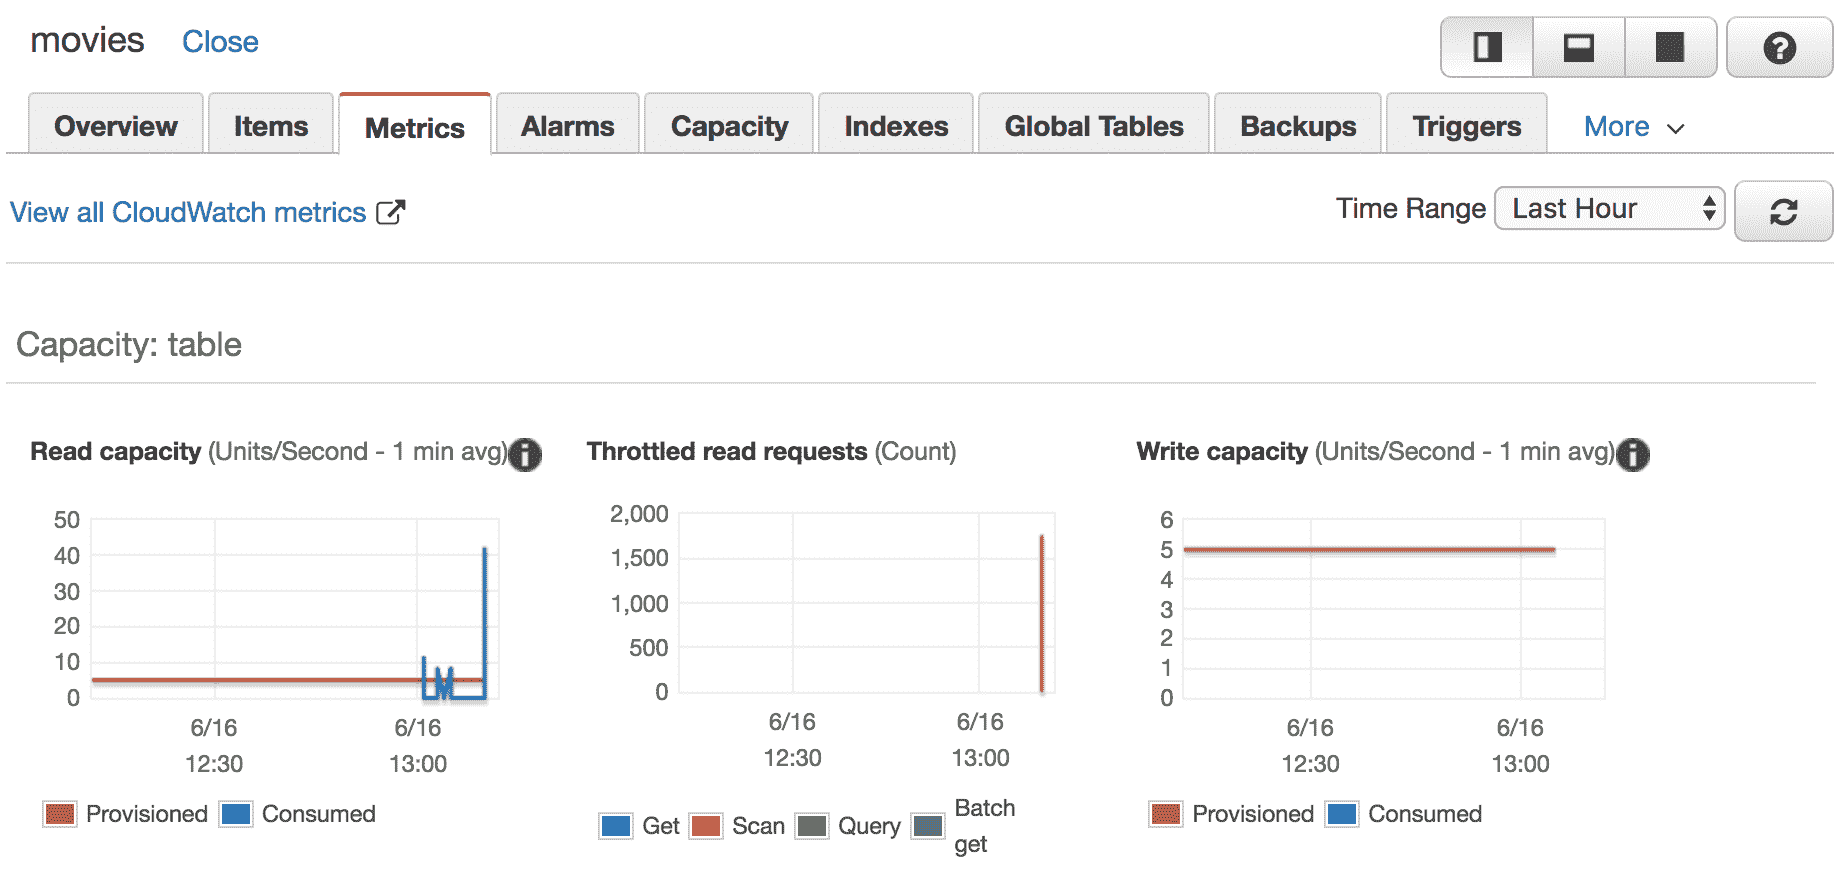 movies Close
Overview Items Metrics Alarms Capacity Indexes Global Tables Backups Triggers More
View all CloudWatch metrics
Time Range Last Hour
Capacity: table
Read capacity (Units/Second - 1 min avg)
50
40
30
20
10
0
6/16 6/16
12:30 13:00
Provisioned Consumed
Throttled read requests (Count)
2,000
1,500
1,000
500
0
6/16 6/16
12:30 13:00
Get Scan Query Batch
get
Write capacity (Units/Second - 1 min avg)
6
5
4
3
2
1
0
6/16 6/16
12:30 13:00
Provisioned Consumed